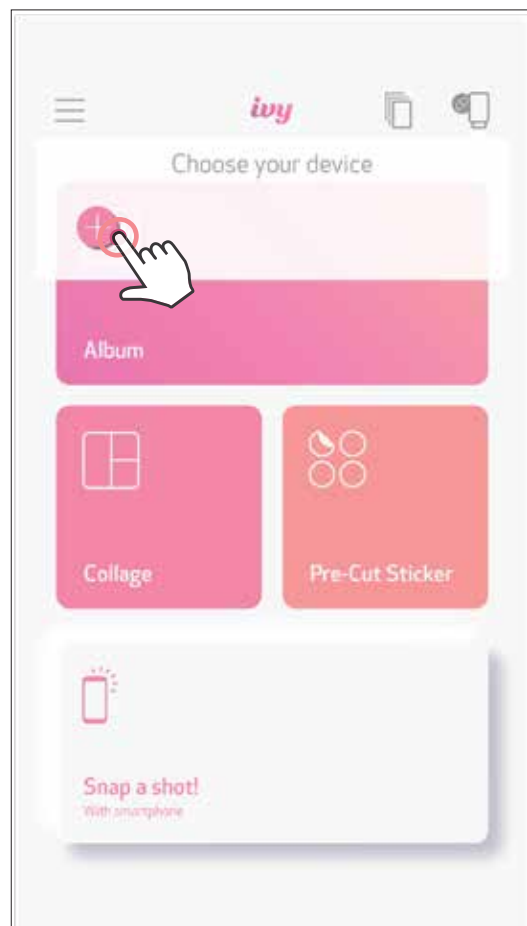 ivy
Choose your device
Album
Collage
Pre-Cut Sticker
Snap a shot!
With smartphone